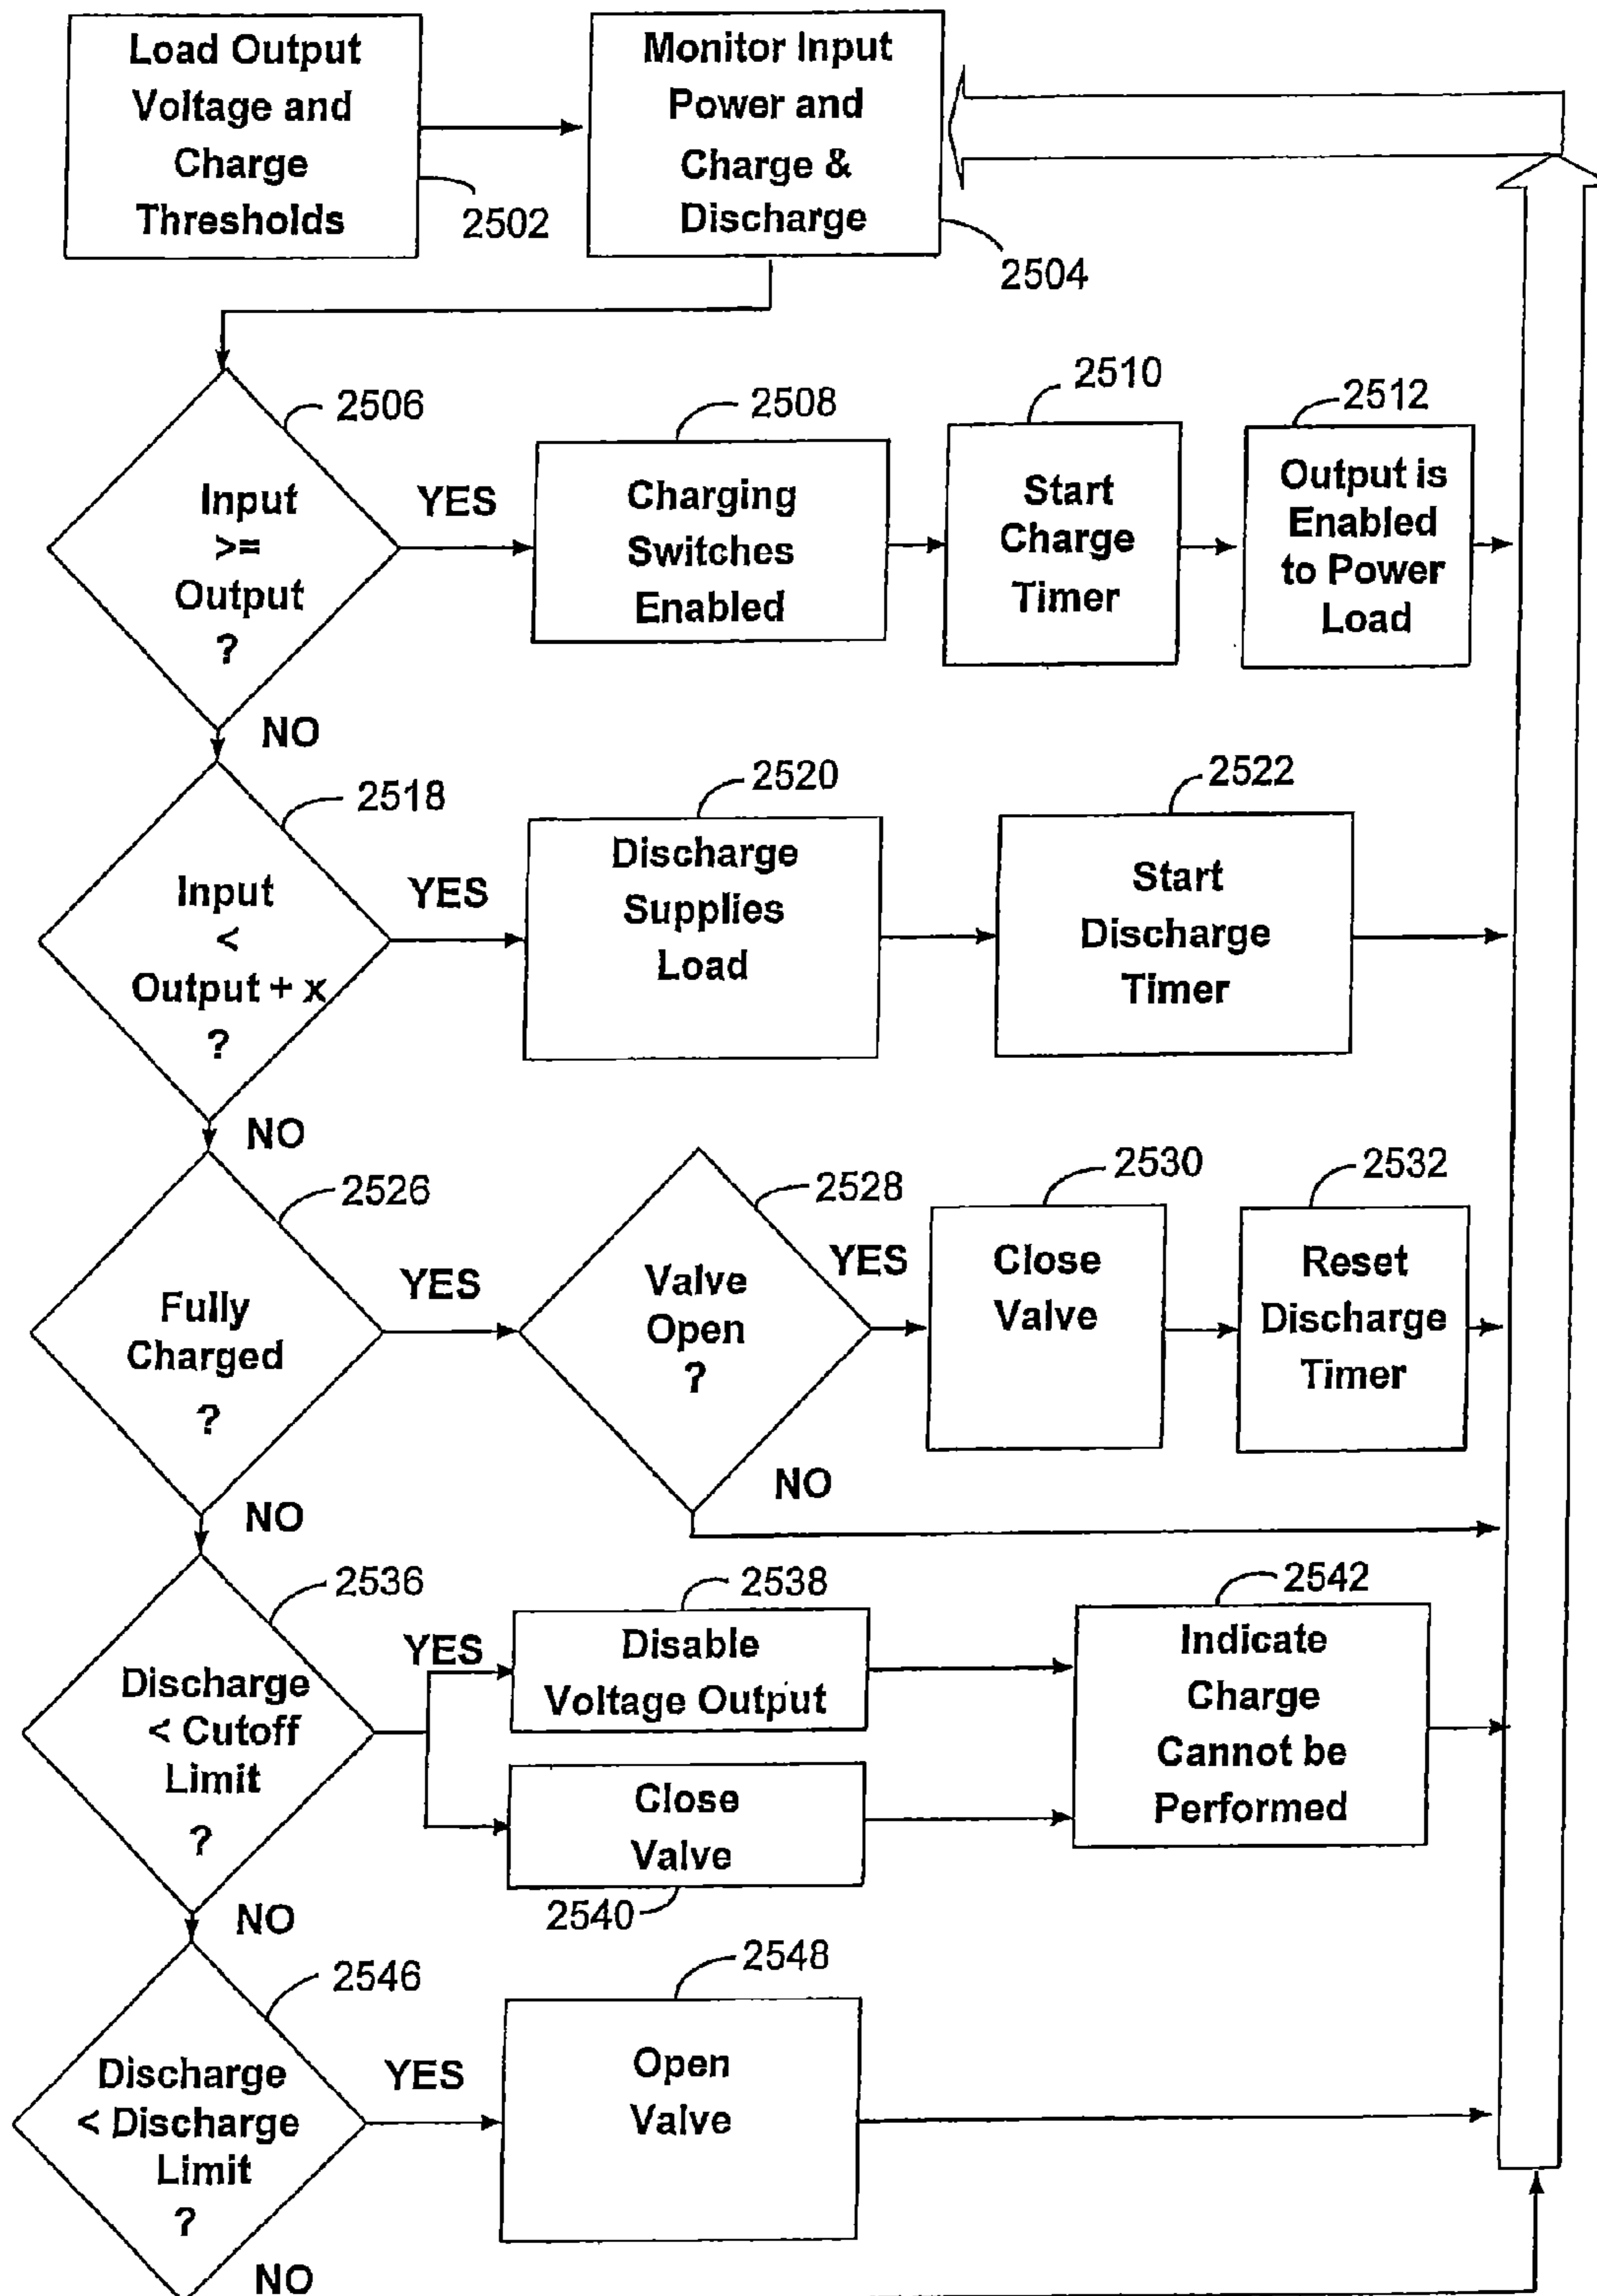 Load Output
Voltage and
Charge
Thresholds
2502
Monitor Input
Power and
Charge &
Discharge
2504
2506
Input
>=
Output
?
YES
NO
2508
Charging
Switches
Enabled
2510
Start
Charge
Timer
2512
Output is
Enabled
to Power
Load
2518
Input
<
Output + x
?
YES
NO
2520
Discharge
Supplies
Load
2522
Start
Discharge
Timer
2526
Fully
Charged
?
YES
NO
2528
Valve
Open
?
YES
NO
2530
Close
Valve
2532
Reset
Discharge
Timer
2536
Discharge
< Cutoff
Limit
?
YES
NO
2538
Disable
Voltage Output
Close
Valve
2540
2542
Indicate
Charge
Cannot be
Performed
2546
Discharge
< Discharge
Limit
?
YES
NO
2548
Open
Valve